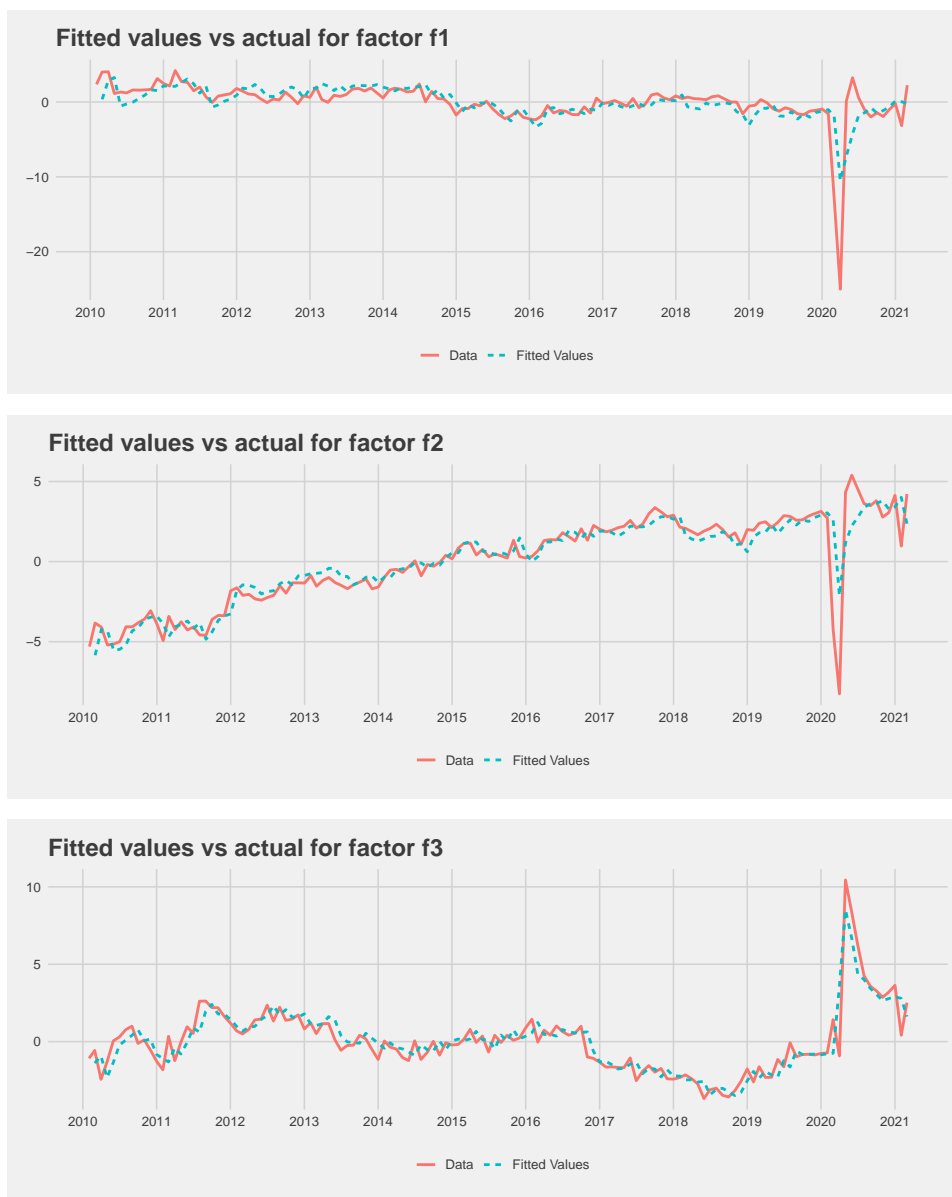 Fitted values vs actual for factor f1
0
−10
−20
2010 2011 2012 2013 2014 2015 2016 2017 2018 2019 2020 2021
Data Fitted Values
Fitted values vs actual for factor f2
5
0
−5
2010 2011 2012 2013 2014 2015 2016 2017 2018 2019 2020 2021
Data Fitted Values
Fitted values vs actual for factor f3
10
5
0
2010 2011 2012 2013 2014 2015 2016 2017 2018 2019 2020 2021
Data Fitted Values